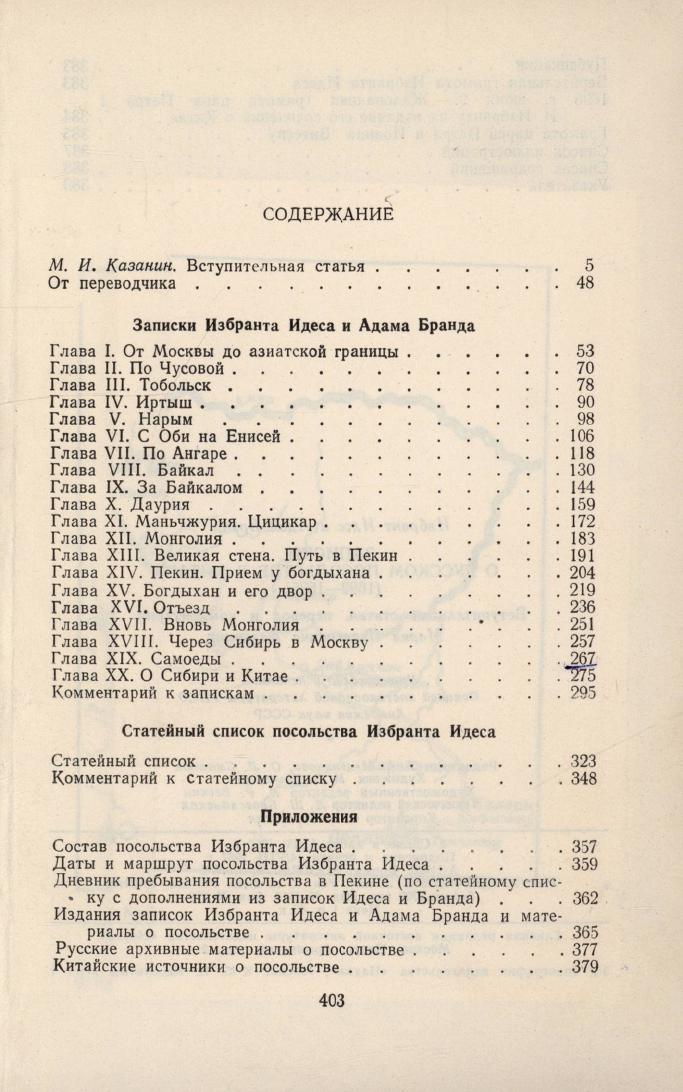 СОДЕРЖАНИЕ
М. И. Казанин. Вступительная статья . . . . . . . 5
От переводчика . . . . . . . . . . . . . 48
Записки Избранта Идеса и Адама Бранда
Глава I. От Москвы до азиатской границы . . . . . . 53
Глава II. По Чусовой . . . . . . . . . . . . 70
Глава III. Тобольск . . . . . . . . . . . . 78
Глава IV. Иртыш . . . . . . . . . . . . . 90
Глава V. Нарым . . . . . . . . . . . . 98
Глава VI. С Оби на Енисей . . . . . . . . . . 106
Глава VII. По Ангаре . . . . . . . . . . . . 118
Глава VIII. Байкал . . . . . . . . . . . . 130
Глава IX. За Байкалом . . . . . . . . . . . 144
Глава X. Даурия . . . . . . . . . . . . . 159
Глава XI. Маньчжурия. Цицикар . . . . . . . . . 172
Глава XII. Монголия . . . . . . . . . . . . 183
Глава XIII. Великая стена. Путь в Пекин . . . . . . 191
Глава XIV. Пекин. Прием у богдыхана . . . . . . . 204
Глава XV. Богдыхан и его двор . . . . . . . . . 219
Глава XVI. Отъезд . . . . . . . . . . . . 236
Глава XVII. Вновь Монголия . . . . . . . . . 251
Глава XVIII. Через Сибирь в Москву . . . . . . . 257
Глава XIX. Самоеды . . . . . . . . . . . . 267
Глава XX. О Сибири и Китае . . . . . . . . . . 275
Комментарий к запискам . . . . . . . . . . . 295
Статейный список посольства Избранта Идеса
Статейный список . . . . . . . . . . . . . 323
Комментарий к статейному списку . . . . . . . . 348
Приложения
Состав посольства Избранта Идеса . . . . . . . . 357
Даты и маршрут посольства Избранта Идеса . . . . . 359
Дневник пребывания посольства в Пекине (по статейному спис-
ку с дополнениями из записок Идеса и Бранда) . . . 362
Издания записок Избранта Идеса и Адама Бранда и мате-
риалы о посольстве . . . . . . . . . . . 365
Русские архивные материалы о посольстве . . . . . . 377
Китайские источники о посольстве . . . . . . . . 379
403